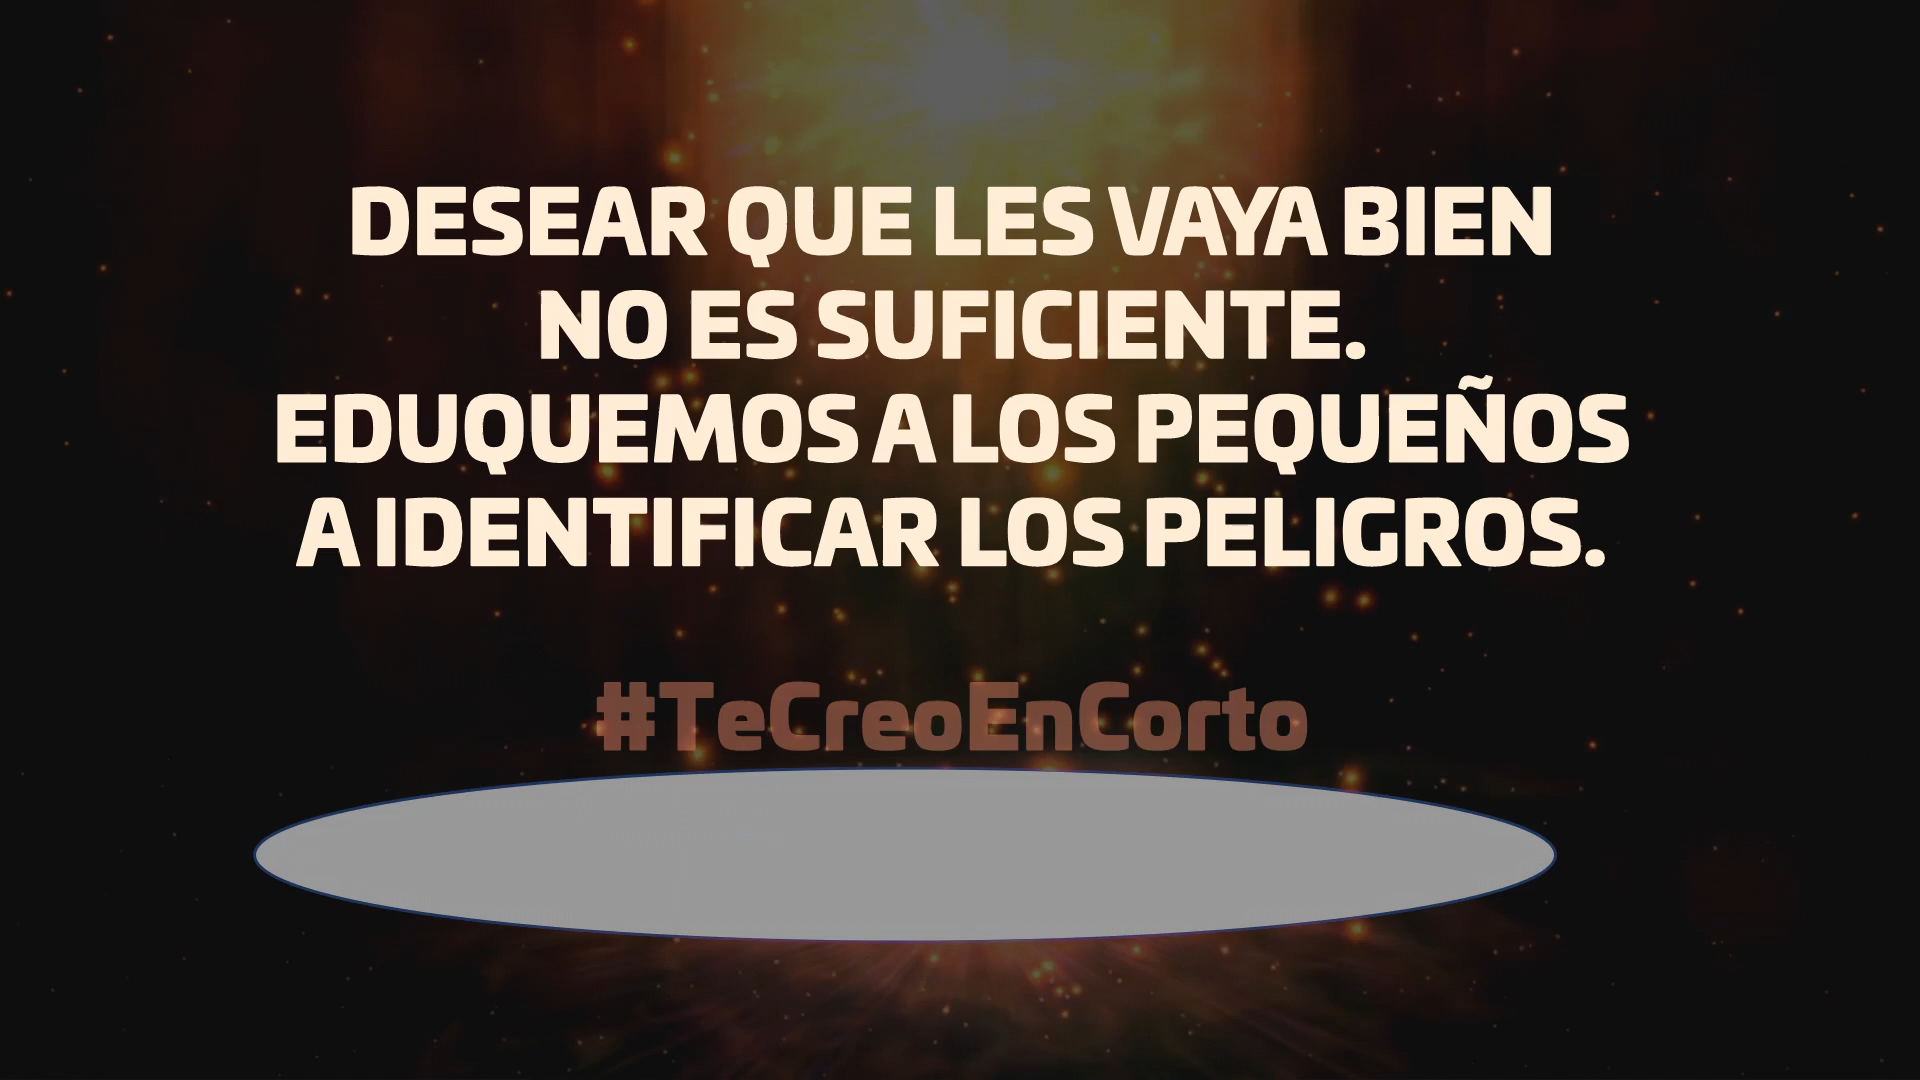 DESEAR QUE LES VAYA BIEN
NO ES SUFICIENTE.
EDUQUEMOS A LOS PEQUEÑOS
A IDENTIFICAR LOS PELIGROS.
#TeCreoEnCorto